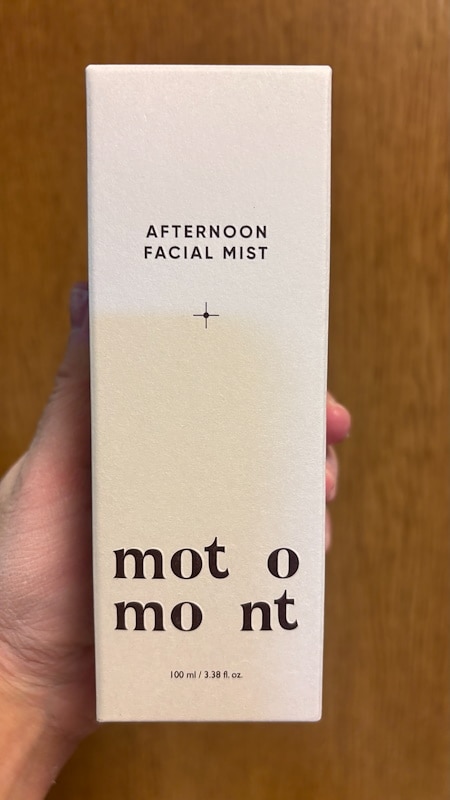 AFTERNOON
FACIAL MIST
mot o
mo nt
100 ml / 3.38 fl. oz.